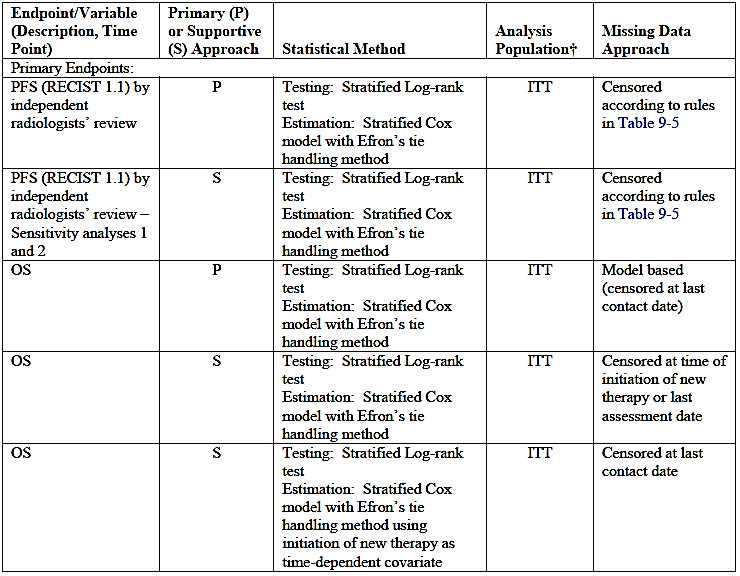 Endpoint/Variable (Description, Time Point)
Primary (P) or Supportive (S) Approach
Statistical Method
Analysis Population†
Missing Data Approach
Primary Endpoints:
PFS (RECIST 1.1) by
independent
radiologists’ review
P
Testing: Stratified Log-rank
test
Estimation: Stratified Cox
model with Efron’s tie
handling method
ITT
Censored
according to rules
in Table 9-5
PFS (RECIST 1.1) by
independent
radiologists’ review –
Sensitivity analyses 1
and 2
S
Testing: Stratified Log-rank
test
Estimation: Stratified Cox
model with Efron’s tie
handling method
ITT
Censored
according to rules
in Table 9-5
OS
P
Testing: Stratified Log-rank
test
Estimation: Stratified Cox
model with Efron’s tie
handling method
ITT
Model based
(censored at last
contact date)
OS
S
Testing: Stratified Log-rank
test
Estimation: Stratified Cox
model with Efron’s tie
handling method
ITT
Censored at time of
initiation of new
therapy or last
assessment date
OS
S
Testing: Stratified Log-rank
test
Estimation: Stratified Cox
model with Efron’s tie
handling method using
initiation of new therapy as
time-dependent covariate
ITT
Censored at last
contact date